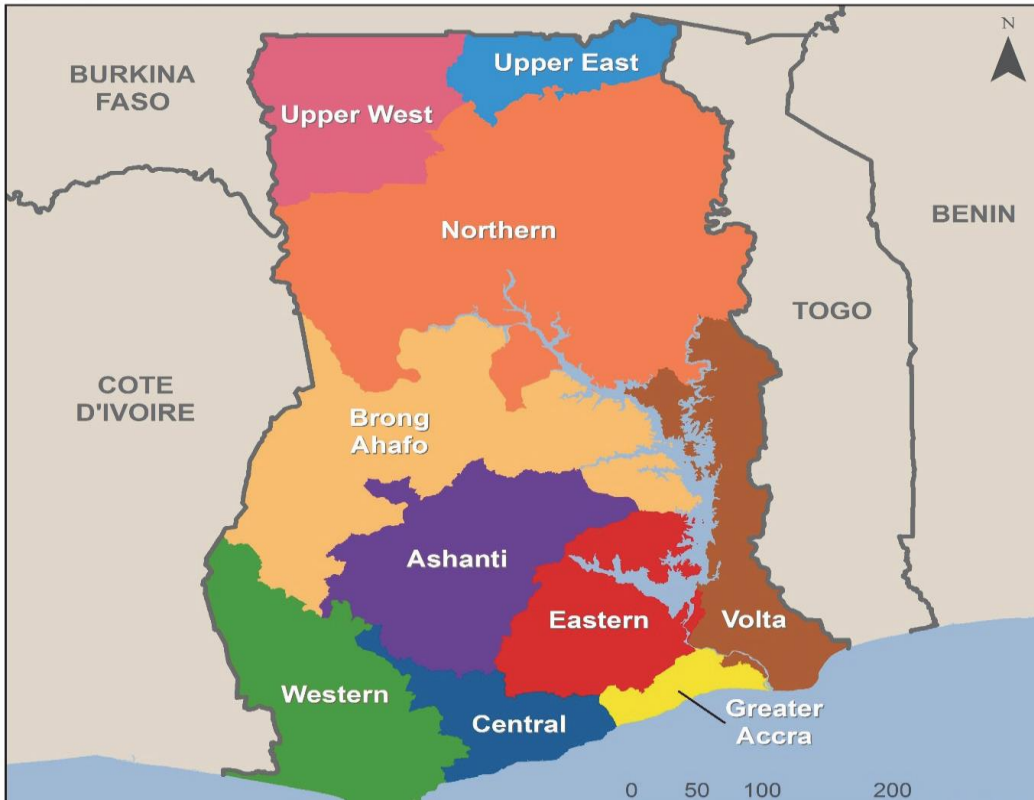 N
BURKINA
FASO
Upper East
Upper West
BENIN
Northern
TOGO
COTE
D'IVOIRE
Brong
Ahafo
Ashanti
Eastern
Volta
Western
Central
Greater
Accra
0 50 100 200